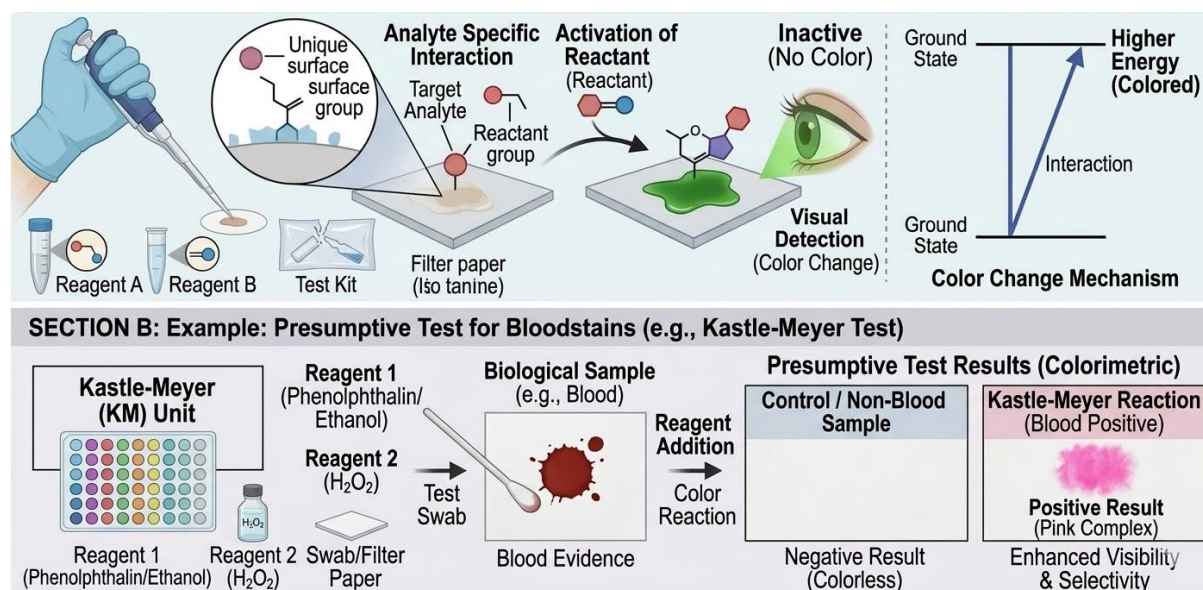 Unique
surface
surface
group
Analyte Specific
Interaction
Target
Analyte
Reactant
group
Activation of
Reactant
(Reactant)
Inactive
(No Color)
Ground
State
Higher
Energy
(Colored)
Interaction
Ground
State
Color Change Mechanism
Visual
Detection
(Color Change)
Reagent A
Reagent B
Test Kit
Filter paper
(Iso tanine)
SECTION B: Example: Presumptive Test for Bloodstains (e.g., Kastle-Meyer Test)
Kastle-Meyer
(KM) Unit
Reagent 1
(Phenolphthalin/Ethanol)
H₂O₂
Reagent 2
(H₂O₂)
Reagent 1
(Phenolphthalin/
Ethanol)
Reagent 2
(H₂O₂)
Swab/Filter
Paper
Test
Swab
Biological Sample
(e.g., Blood)
Blood Evidence
Reagent
Addition
Color
Reaction
Presumptive Test Results (Colorimetric)
Control / Non-Blood
Sample
Negative Result
(Colorless)
Kastle-Meyer Reaction
(Blood Positive)
Positive Result
(Pink Complex)
Enhanced Visibility
& Selectivity